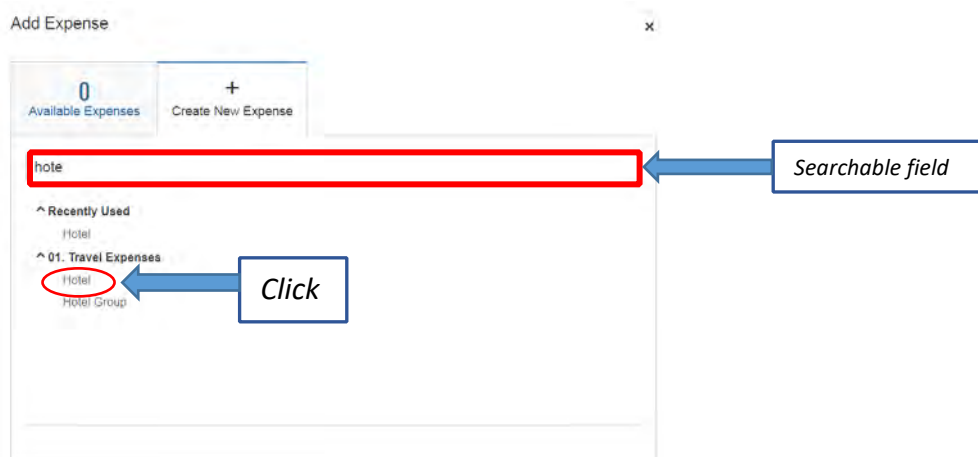 Add Expense
×
0
Available Expenses
+
Create New Expense
hote
Searchable field
^ Recently Used
Hotel
^ 01. Travel Expenses
Hotel
Click
Hotel Group